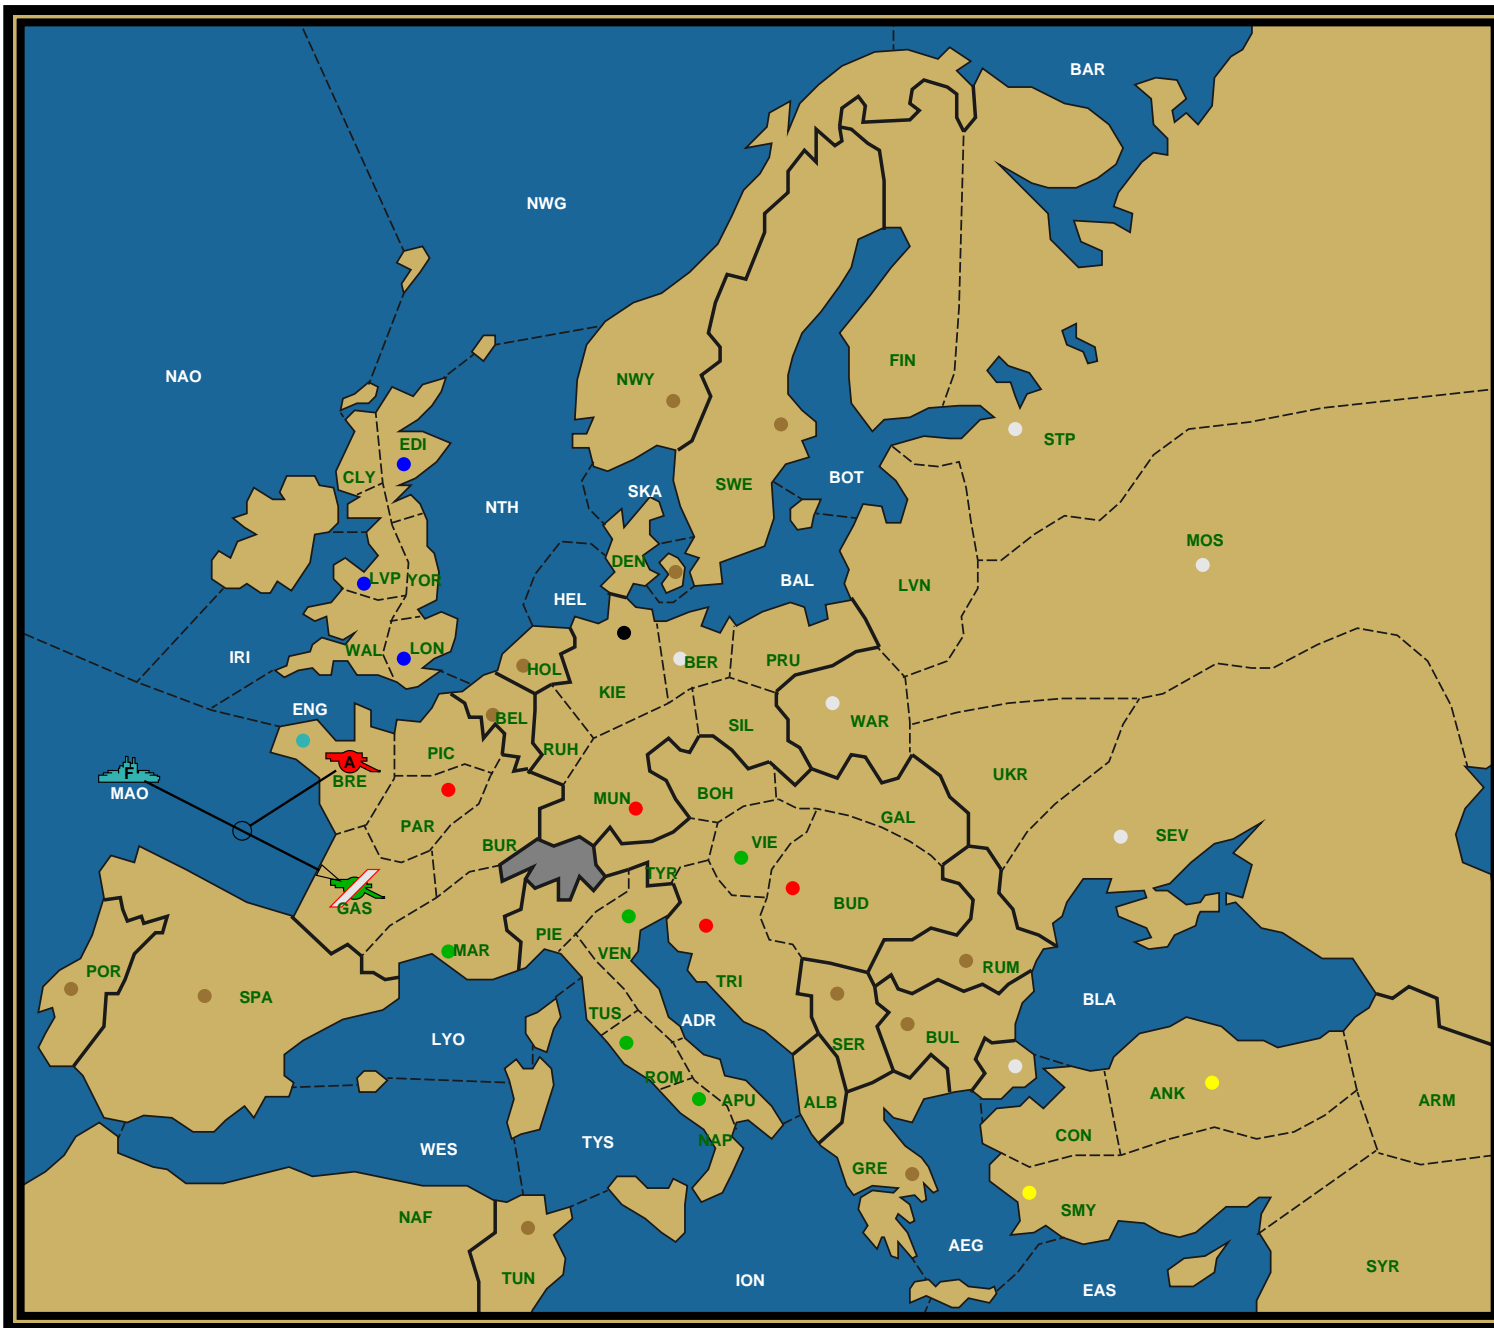 BAR
NWG
NAO
FIN
NWY
STP
EDI
CLY
SWE
BOT
SKA
NTH
MOS
DEN
LVP
YOR
BAL
LVN
HEL
IRI
WAL
LON
HOL
BER
PRU
KIE
ENG
BEL
SIL
WAR
RUH
PIC
A
F
BRE
UKR
MAO
BOH
MUN
GAL
PAR
SEV
BUR
VIE
TYR
BUD
GAS
PIE
VEN
MAR
POR
SPA
RUM
TRI
BLA
TUS
ADR
LYO
BUL
SER
ROM
ANK
APU
ALB
ARM
CON
NAP
TYS
WES
GRE
SMY
NAF
AEG
SYR
TUN
ION
EAS